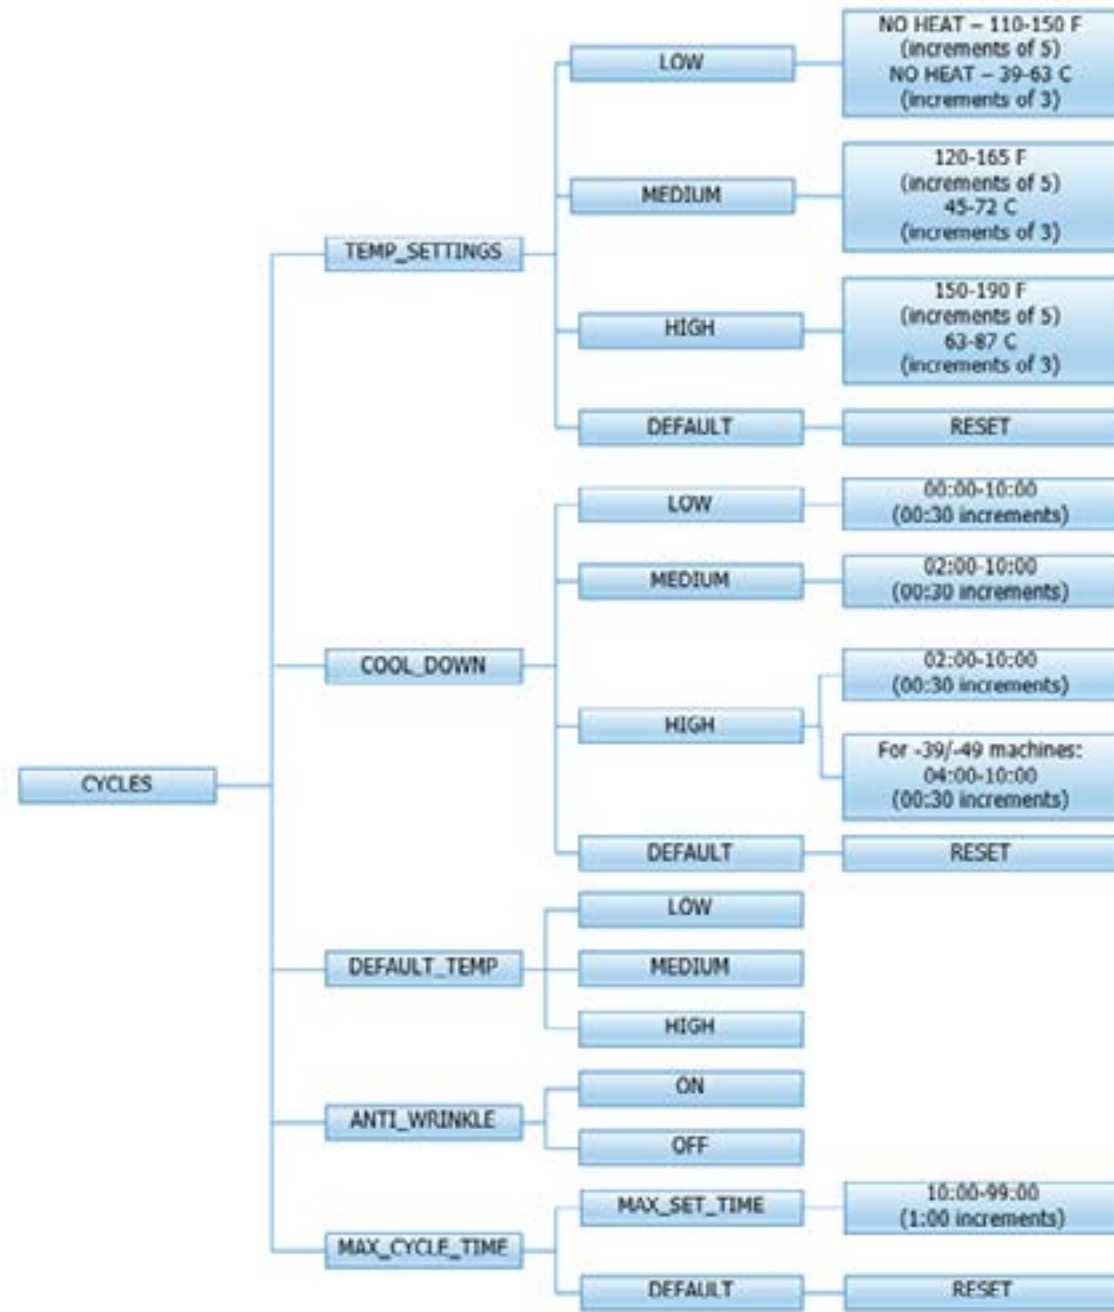 CYCLES
TEMP_SETTINGS
LOW
NO HEAT – 110-150 F
(increments of 5)
NO HEAT – 39-63 C
(increments of 3)
MEDIUM
120-165 F
(increments of 5)
45-72 C
(increments of 3)
HIGH
150-190 F
(increments of 5)
63-87 C
(increments of 3)
DEFAULT
RESET
COOL_DOWN
LOW
00:00-10:00
(00:30 increments)
MEDIUM
02:00-10:00
(00:30 increments)
HIGH
02:00-10:00
(00:30 increments)
For -39/-49 machines:
04:00-10:00
(00:30 increments)
DEFAULT
RESET
DEFAULT_TEMP
LOW
MEDIUM
HIGH
ANTI_WRINKLE
ON
OFF
MAX_CYCLE_TIME
MAX_SET_TIME
10:00-99:00
(1:00 increments)
DEFAULT
RESET